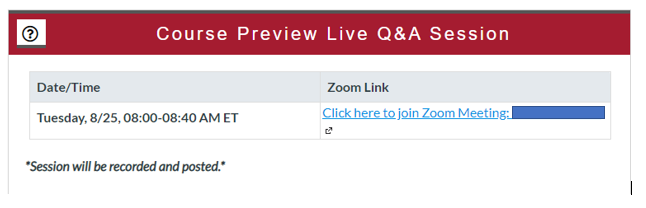 Course Preview Live Q&A Session
Date/Time
Zoom Link
Tuesday, 8/25, 08:00-08:40 AM ET
Click here to join Zoom Meeting:
*Session will be recorded and posted.*